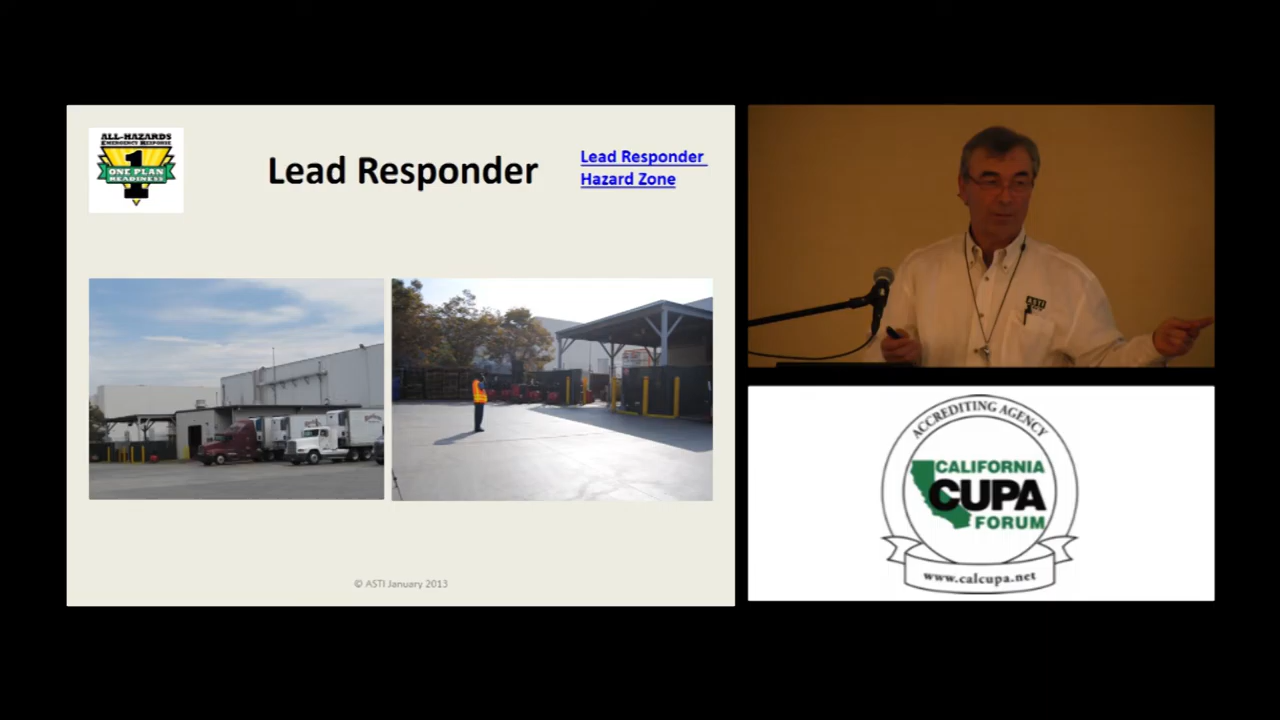 ALL-HAZARDS
EMERGENCY RESPONSE
1
ONE PLAN
READINESS
Lead Responder
Lead Responder
Hazard Zone
© ASTI January 2013
ASTI
ACCREDITING AGENCY
CALIFORNIA
CUPA
FORUM
www.calcupa.net